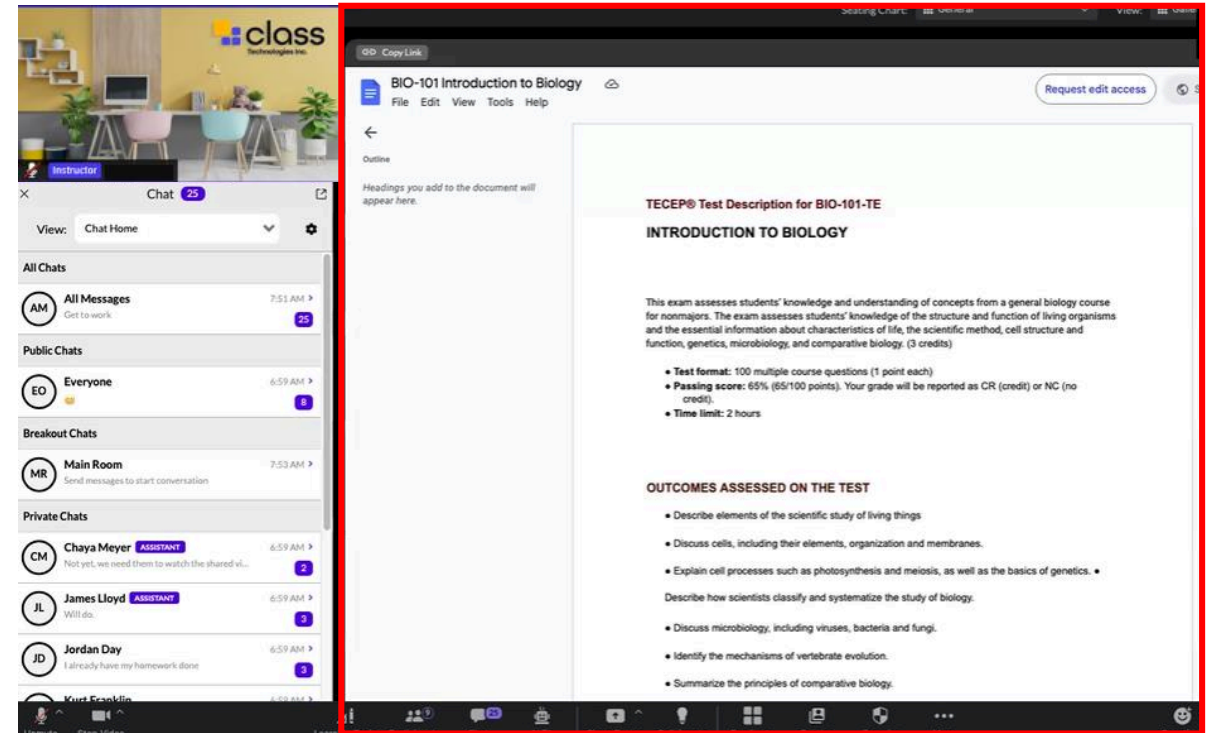 class
Technologies Inc.
Instructor
Chat 25
View: Chat Home
All Chats
AM All Messages 7:51 AM
Get to work 25
Public Chats
EO Everyone 6:59 AM
8
Breakout Chats
MR Main Room 7:53 AM
Send messages to start conversation
Private Chats
CM Chaya Meyer ASSISTANT 6:59 AM
Not yet, we need them to watch the shared vi... 2
JL James Lloyd ASSISTANT 6:59 AM
Will do. 3
JD Jordan Day 6:59 AM
I already have my homework done 3
Kurt Franklin 6:59 AM
Seating Chart: General View:
Copy Link
BIO-101 Introduction to Biology
File Edit View Tools Help
Request edit access
Outline
Headings you add to the document will
appear here.
TECEP® Test Description for BIO-101-TE
INTRODUCTION TO BIOLOGY
This exam assesses students' knowledge and understanding of concepts from a general biology course
for nonmajors. The exam assesses students' knowledge of the structure and function of living organisms
and the essential information about characteristics of life, the scientific method, cell structure and
function, genetics, microbiology, and comparative biology. (3 credits)
● Test format: 100 multiple course questions (1 point each)
● Passing score: 65% (65/100 points). Your grade will be reported as CR (credit) or NC (no
credit).
● Time limit: 2 hours
OUTCOMES ASSESSED ON THE TEST
● Describe elements of the scientific study of living things
● Discuss cells, including their elements, organization and membranes.
● Explain cell processes such as photosynthesis and meiosis, as well as the basics of genetics. ●
Describe how scientists classify and systematize the study of biology.
● Discuss microbiology, including viruses, bacteria and fungi.
● Identify the mechanisms of vertebrate evolution.
● Summarize the principles of comparative biology.
9 25
Unmute Stop Video